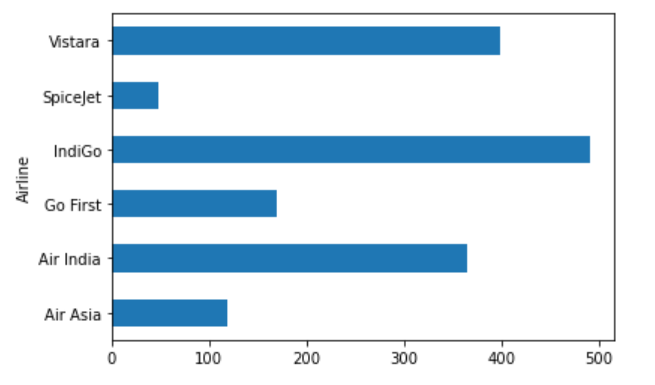 Vistara
SpiceJet
IndiGo
Go First
Air India
Air Asia
Airline
0 100 200 300 400 500